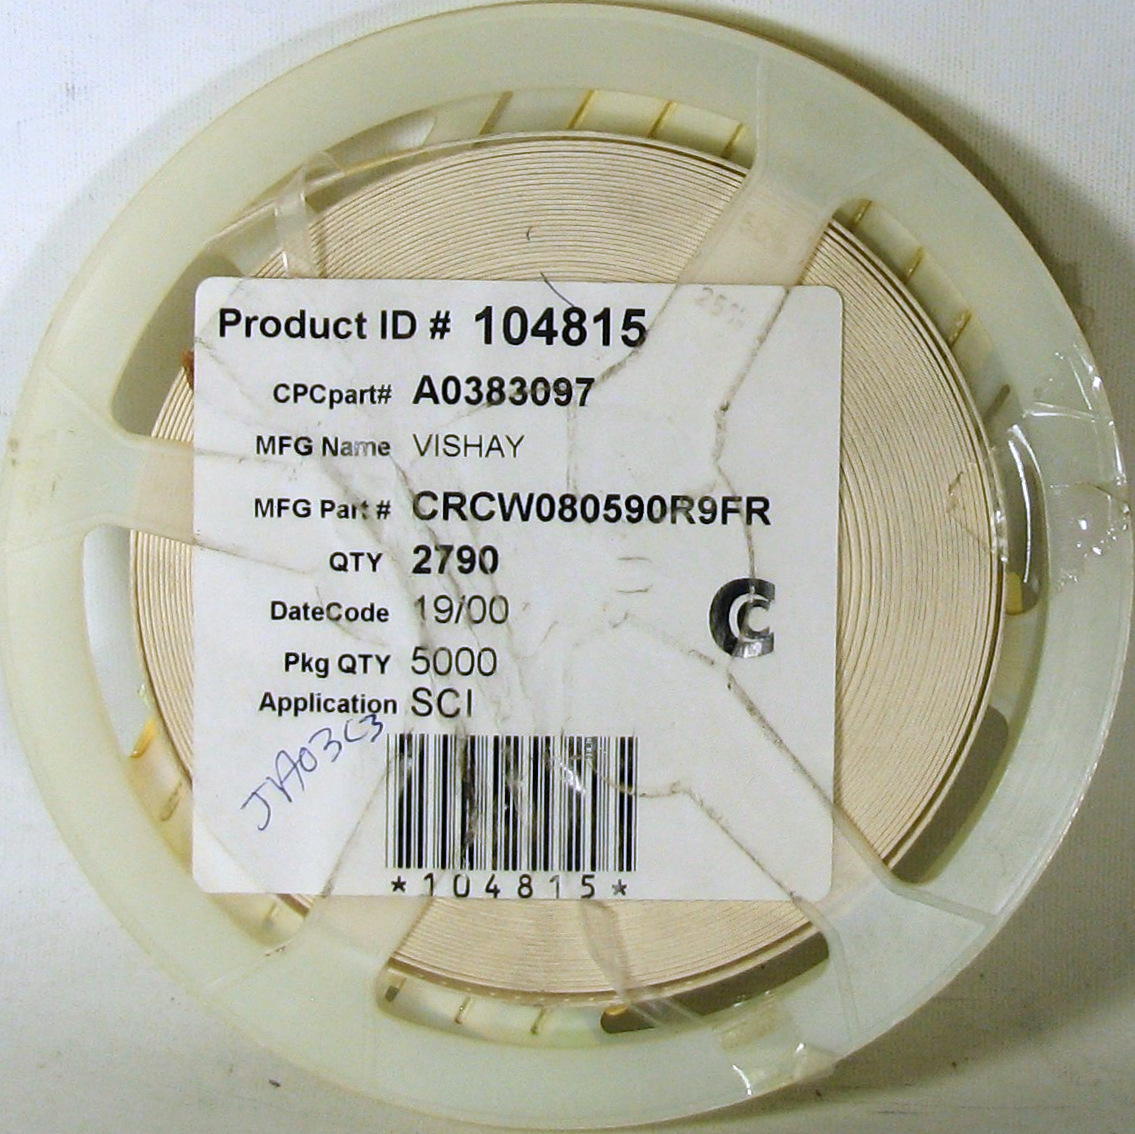 Product ID # 104815
CPCpart# A0383097
MFG Name VISHAY
MFG Part # CRCW080590R9FR
QTY 2790
DateCode 19/00
Pkg QTY 5000
Application SCI
JVA03C3
*104815*